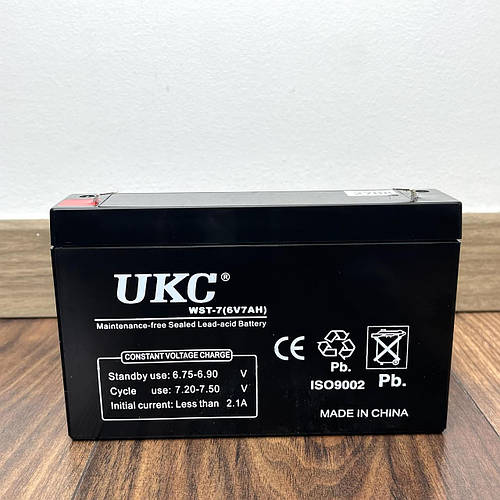 UKC®
WST-7(6V7AH)
Maintenance-free Sealed Lead-acid Battery
CONSTANT VOLTAGE CHARGE
Standby use: 6.75-6.90 V
Cycle use: 7.20-7.50 V
Initial current: Less than 2.1A
CE
Pb.
ISO9002
Pb.
MADE IN CHINA